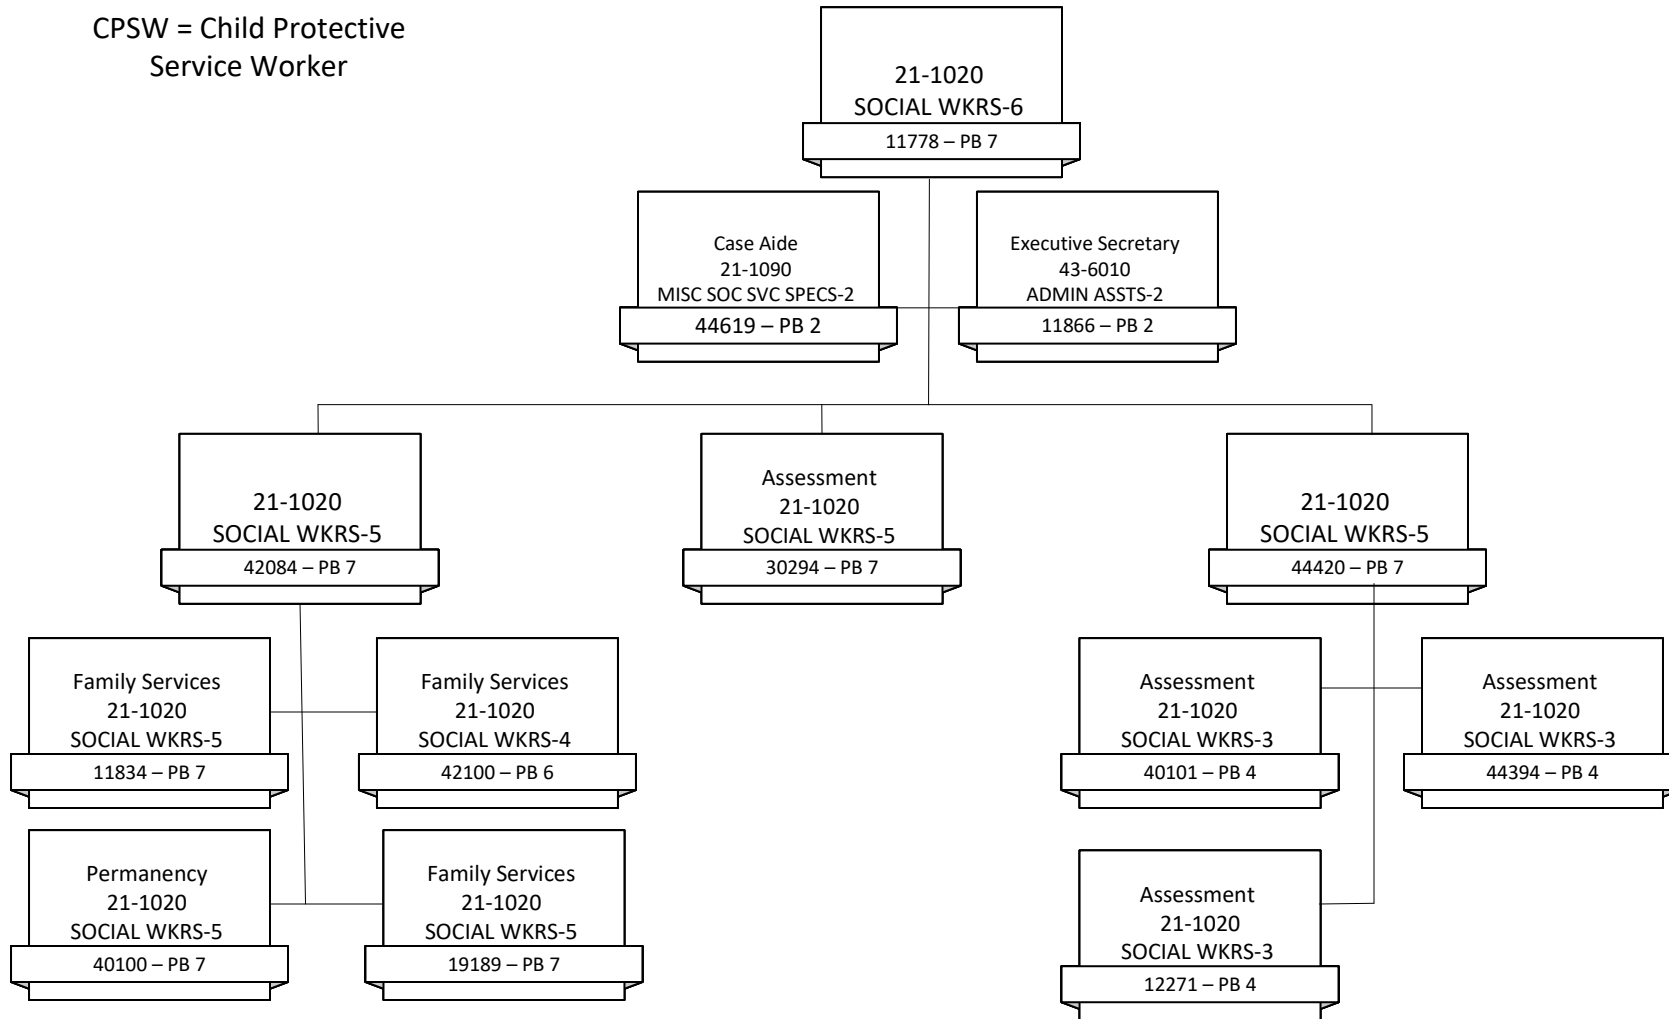 CPSW = Child Protective
Service Worker
21-1020
SOCIAL WKRS-6
11778 – PB 7
Case Aide
21-1090
MISC SOC SVC SPECS-2
44619 – PB 2
Executive Secretary
43-6010
ADMIN ASSTS-2
11866 – PB 2
21-1020
SOCIAL WKRS-5
42084 – PB 7
Assessment
21-1020
SOCIAL WKRS-5
30294 – PB 7
21-1020
SOCIAL WKRS-5
44420 – PB 7
Family Services
21-1020
SOCIAL WKRS-5
11834 – PB 7
Family Services
21-1020
SOCIAL WKRS-4
42100 – PB 6
Assessment
21-1020
SOCIAL WKRS-3
40101 – PB 4
Assessment
21-1020
SOCIAL WKRS-3
44394 – PB 4
Permanency
21-1020
SOCIAL WKRS-5
40100 – PB 7
Family Services
21-1020
SOCIAL WKRS-5
19189 – PB 7
Assessment
21-1020
SOCIAL WKRS-3
12271 – PB 4